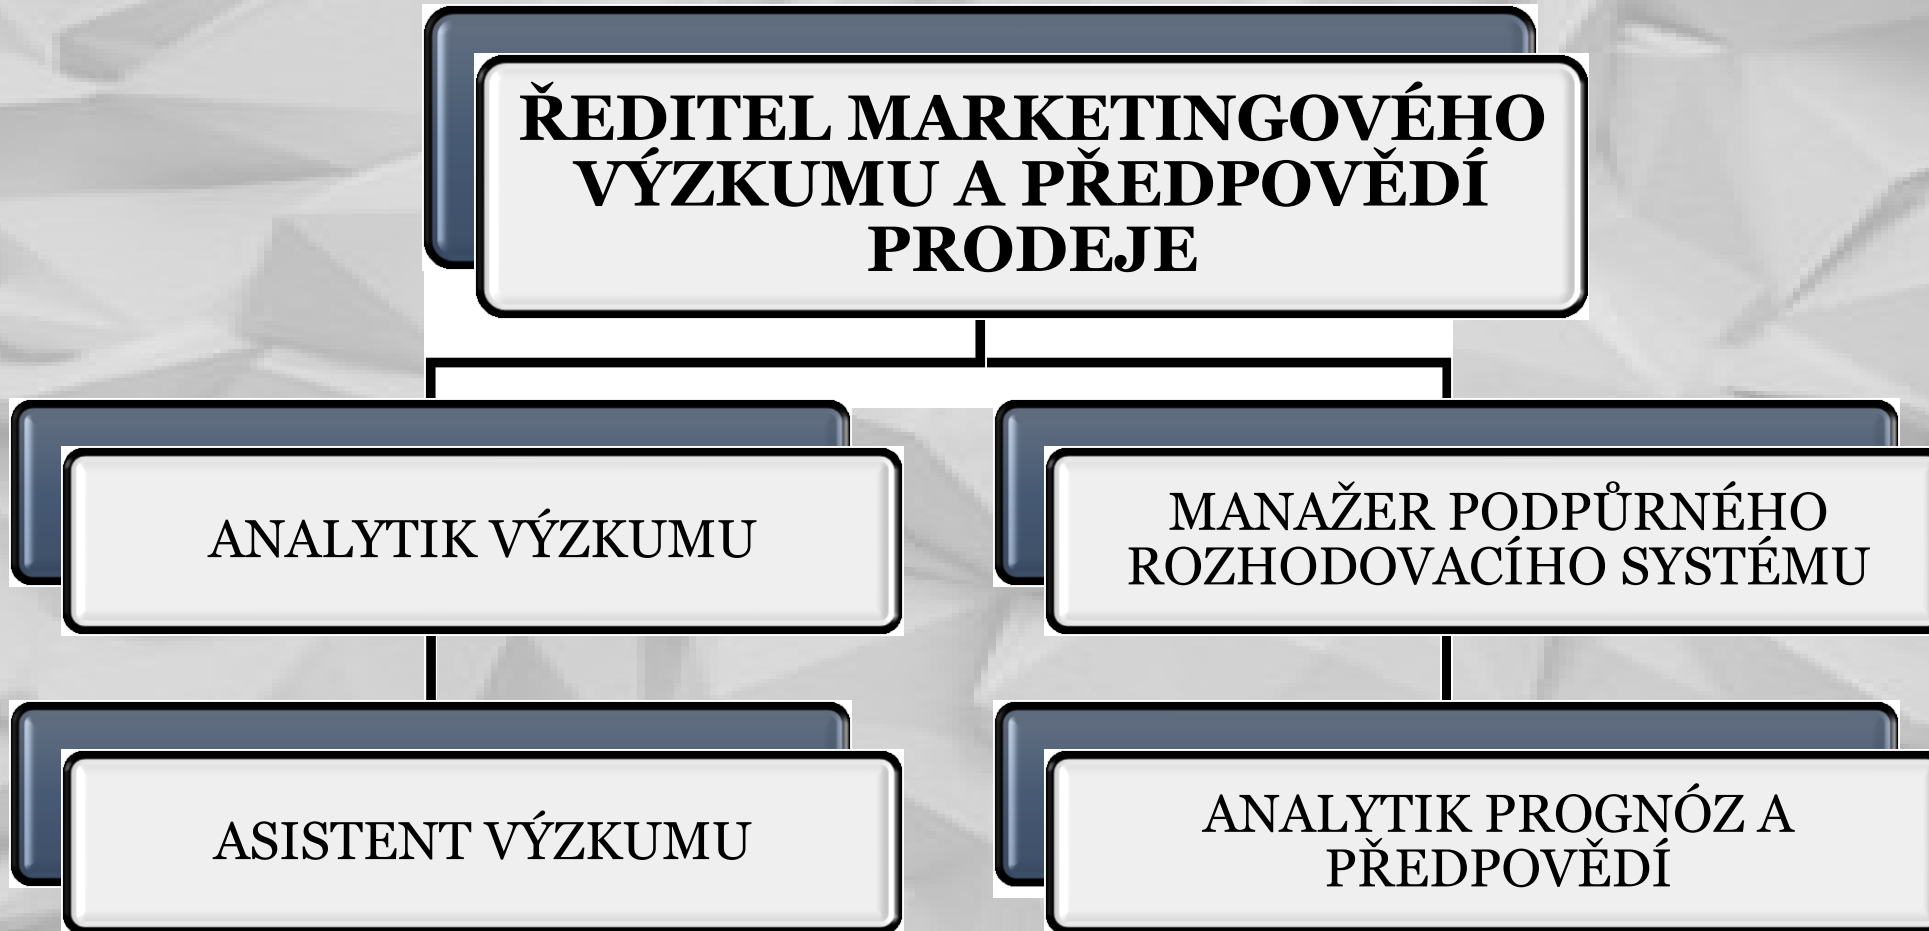 ŘEDITEL MARKETINGOVÉHO
VÝZKUMU A PŘEDPOVĚDÍ
PRODEJE
ANALYTIK VÝZKUMU
MANAŽER PODPŮRNÉHO
ROZHODOVACÍHO SYSTÉMU
ASISTENT VÝZKUMU
ANALYTIK PROGNÓZ A
PŘEDPOVĚDÍ